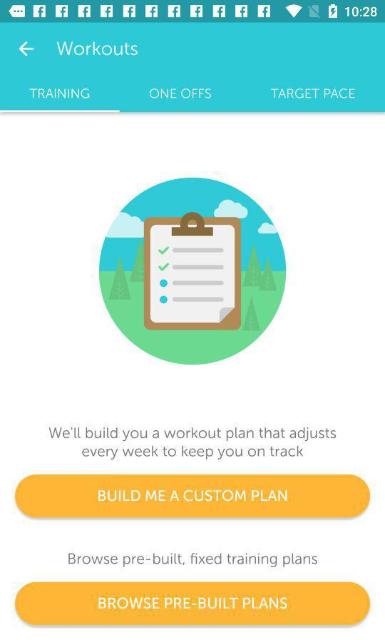 10:28
Workouts
TRAINING ONE OFFS TARGET PACE
We'll build you a workout plan that adjusts
every week to keep you on track
BUILD ME A CUSTOM PLAN
Browse pre-built, fixed training plans
BROWSE PRE-BUILT PLANS